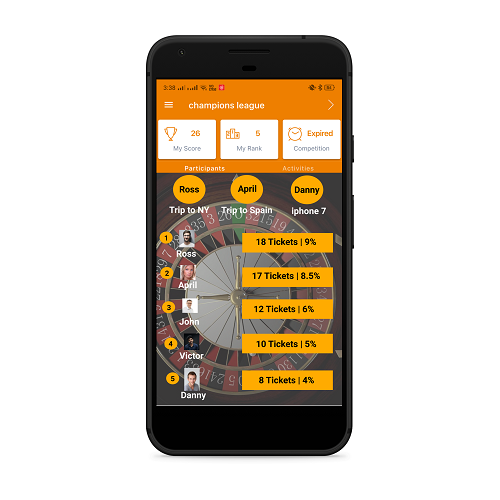 3:38
champions league
26
My Score
5
My Rank
Expired
Competition
Participants
Activities
Ross
April
Danny
Trip to NY
Trip to Spain
iphone 7
1
Ross
18 Tickets | 9%
2
April
17 Tickets | 8.5%
3
John
12 Tickets | 6%
4
Victor
10 Tickets | 5%
5
Danny
8 Tickets | 4%